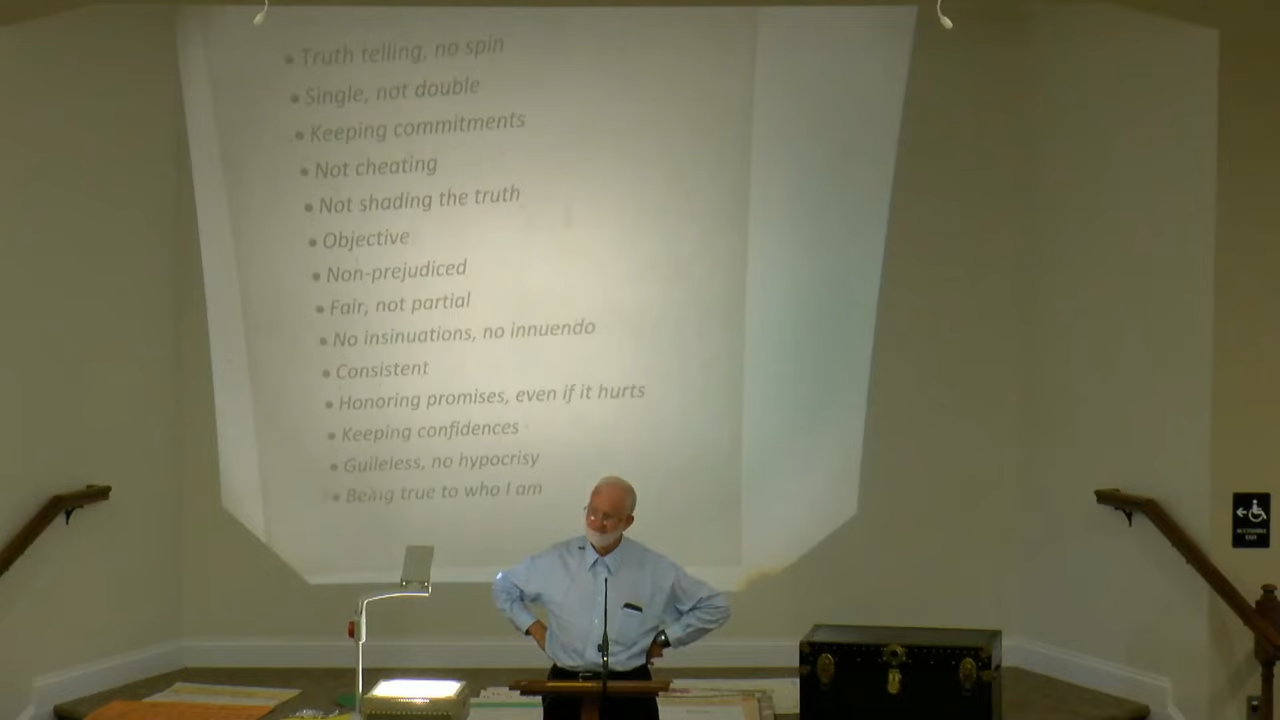 • Truth telling, no spin
• Single, not double
• Keeping commitments
• Not cheating
• Not shading the truth
• Objective
• Non-prejudiced
• Fair, not partial
• No insinuations, no innuendo
• Consistent
• Honoring promises, even if it hurts
• Keeping confidences
• Guileless, no hypocrisy
• Being true to who I am